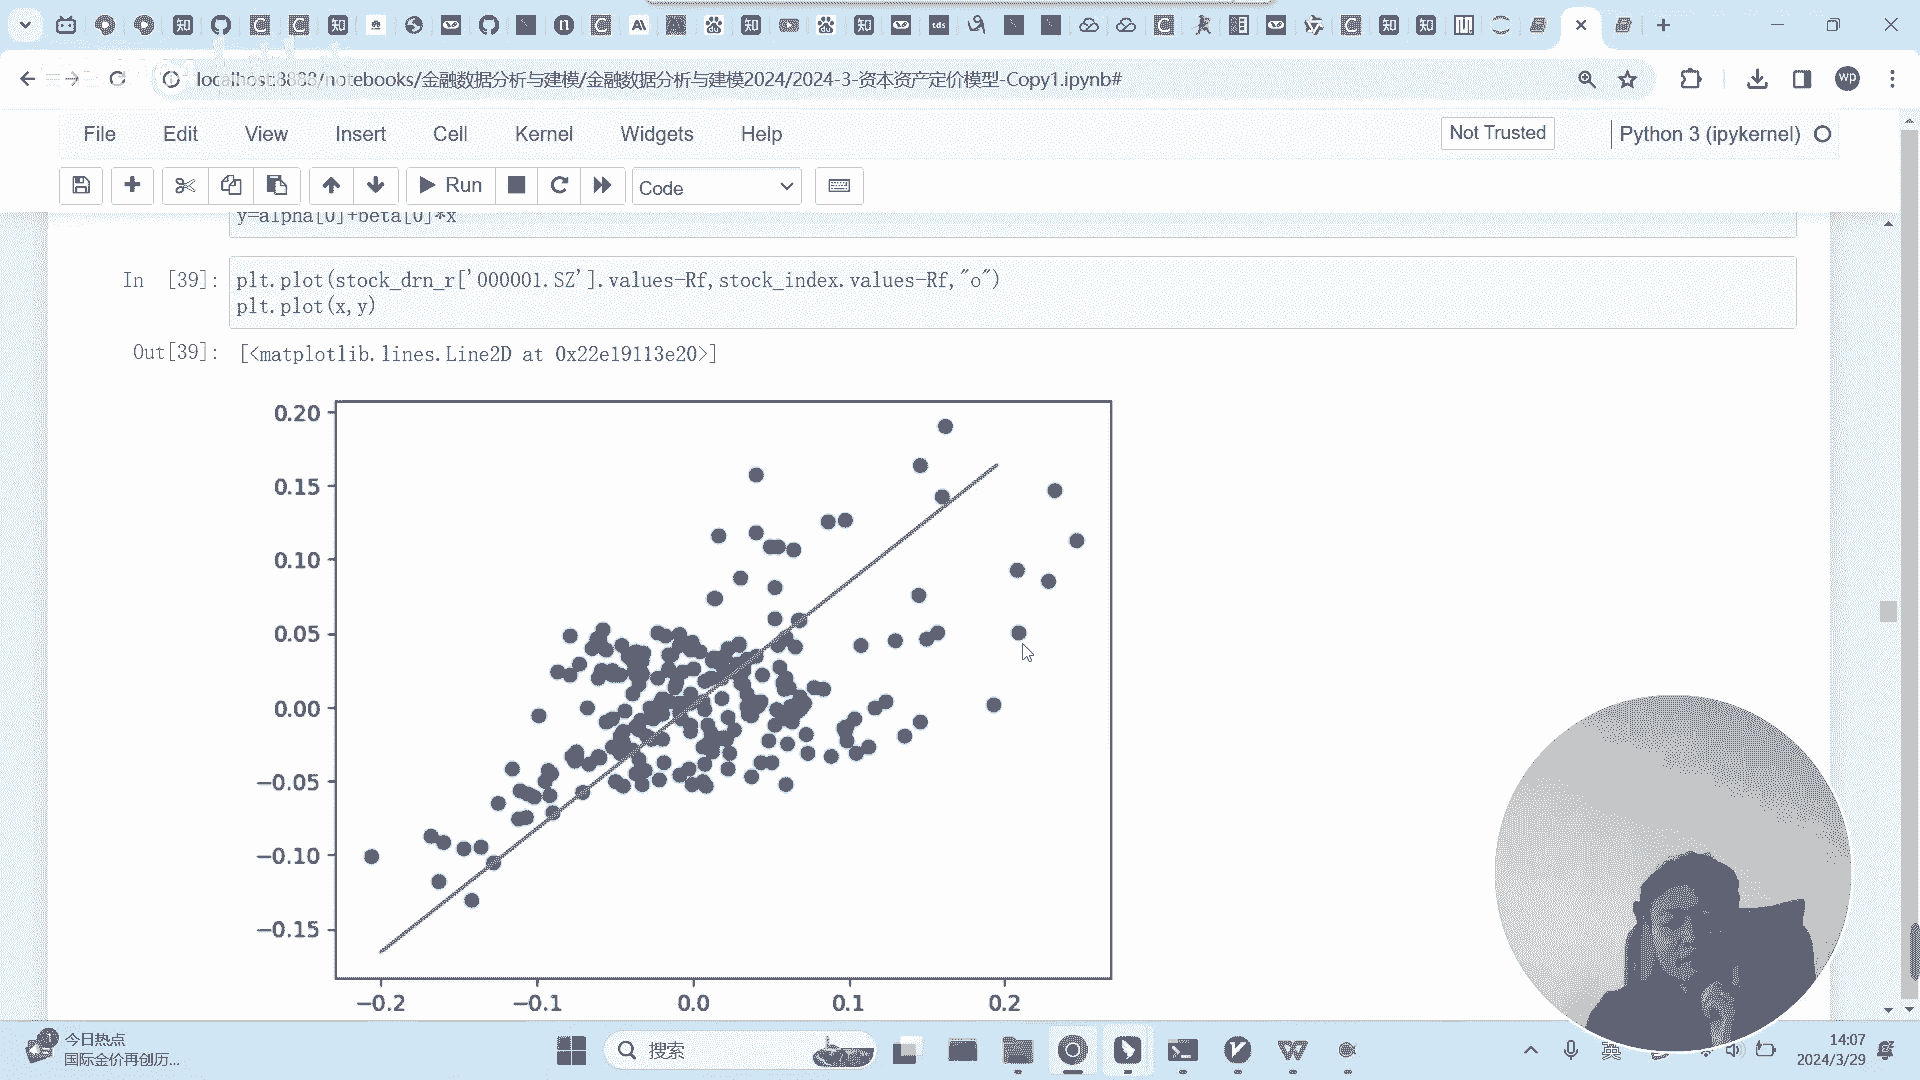 localhost:8888/notebooks/金融数据分析与建模/金融数据分析与建模2024/2024-3-资本资产定价模型-Copy1.ipynb#
wp
File Edit View Insert Cell Kernel Widgets Help
Not Trusted
Python 3 (ipykernel)
Run
Code
y=alpha[0]+beta[0]*x
In [39]:
plt.plot(stock_drn_r['000001.SZ'].values-Rf,stock_index.values-Rf,"o")
plt.plot(x,y)
Out[39]:
[<matplotlib.lines.Line2D at 0x22e19113e20>]
0.20
0.15
0.10
0.05
0.00
−0.05
−0.10
−0.15
−0.2 −0.1 0.0 0.1 0.2
今日热点
国际金价再创历...
搜索
英
14:07
2024/3/29